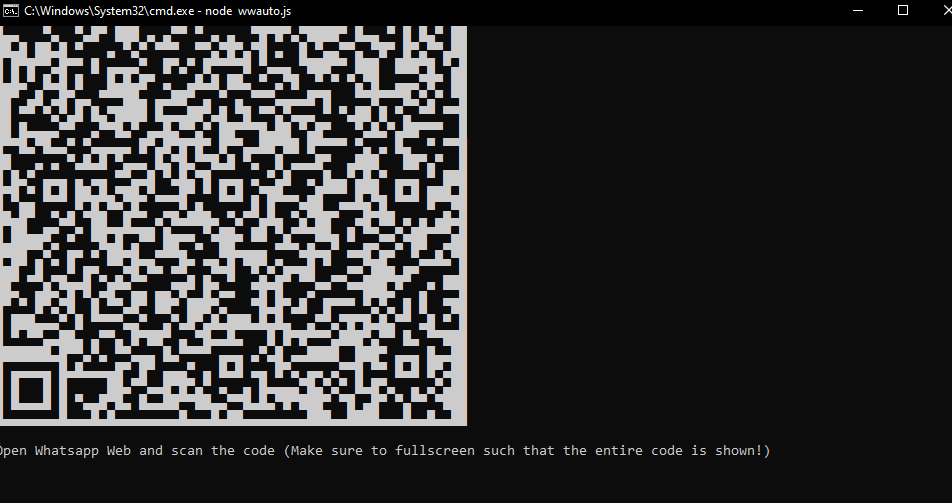 C:\Windows\System32\cmd.exe - node  wwauto.js
Open Whatsapp Web and scan the code (Make sure to fullscreen such that the entire code is shown!)